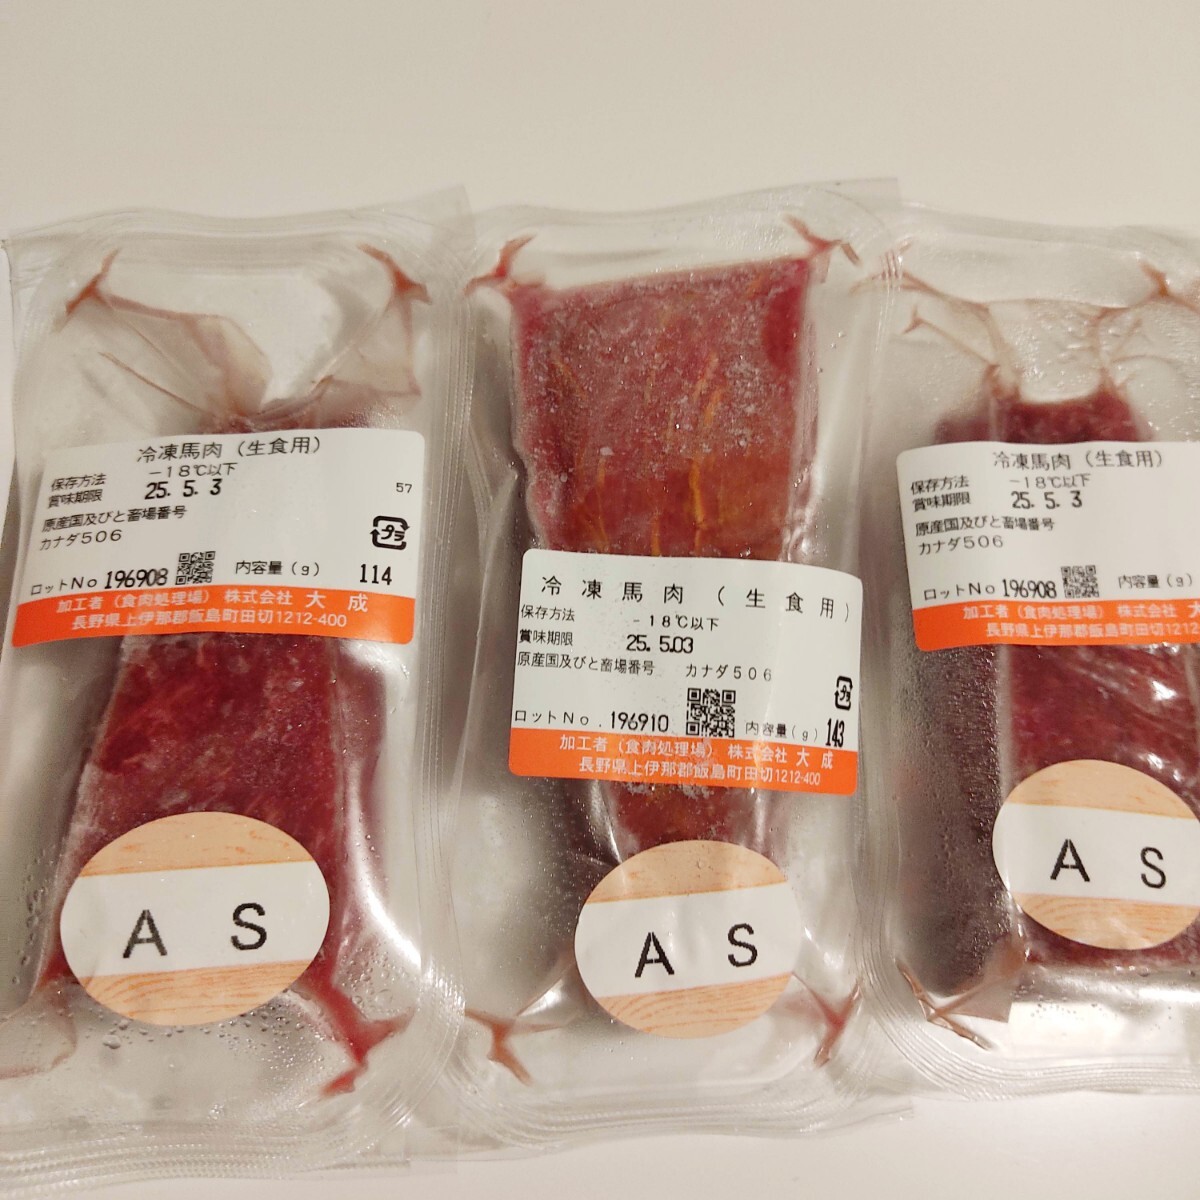 冷凍馬肉(生食用)
保存方法 -18℃以下
賞味期限 25. 5. 3
57
原産国及びと畜場番号
カナダ506
プラ
ロットNo 196908 内容量(g) 114
加工者(食肉処理場) 株式会社 大 成
長野県上伊那郡飯島町田切1212-400
A S
冷 凍 馬 肉 ( 生 食 用 )
保存方法 -18℃以下
賞味期限 25. 5.03
原産国及びと畜場番号 カナダ506
プラ
ロットNo. 196910 内容量(g) 143
加工者(食肉処理場) 株式会社 大 成
長野県上伊那郡飯島町田切1212-400
A S
冷凍馬肉(生食用)
保存方法 -18℃以下
賞味期限 25. 5. 3
原産国及びと畜場番号
カナダ506
ロットNo 196908 内容量(g)
加工者(食肉処理場) 株式会社
長野県上伊那郡飯島町田切1212
A S